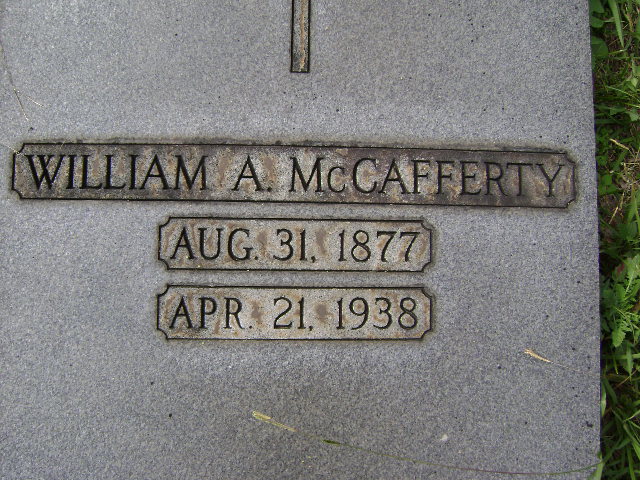 WILLIAM A. McCAFFERTY
AUG. 31, 1877
APR. 21, 1938